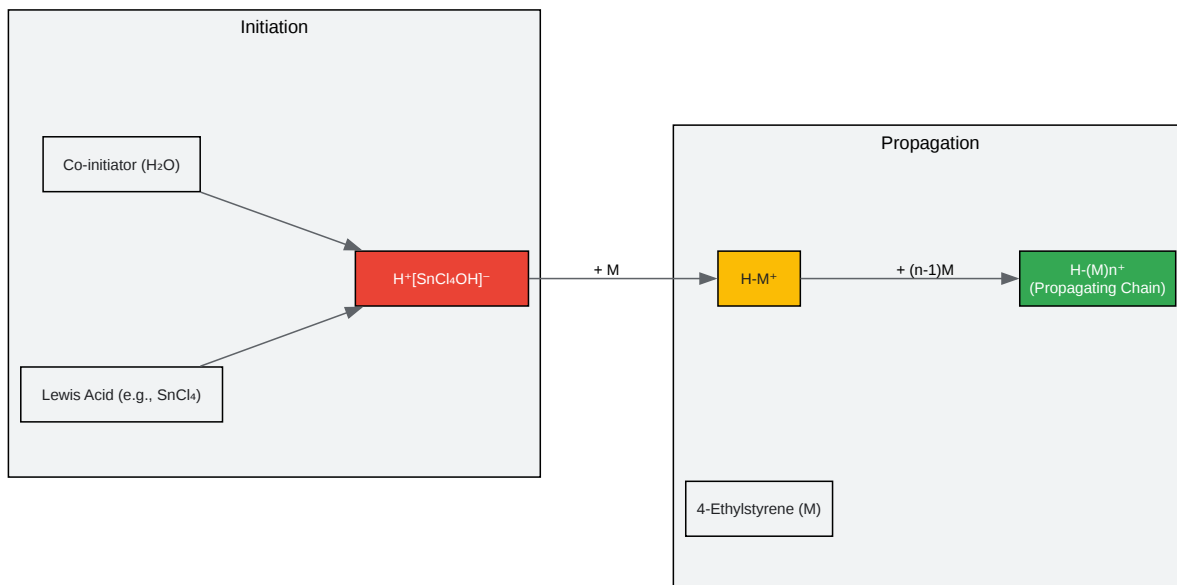 Initiation
Co-initiator (H₂O)
Lewis Acid (e.g., SnCl₄)
H⁺[SnCl₄OH]⁻
+ M
Propagation
H-M⁺
+ (n-1)M
H-(M)n⁺
(Propagating Chain)
4-Ethylstyrene (M)